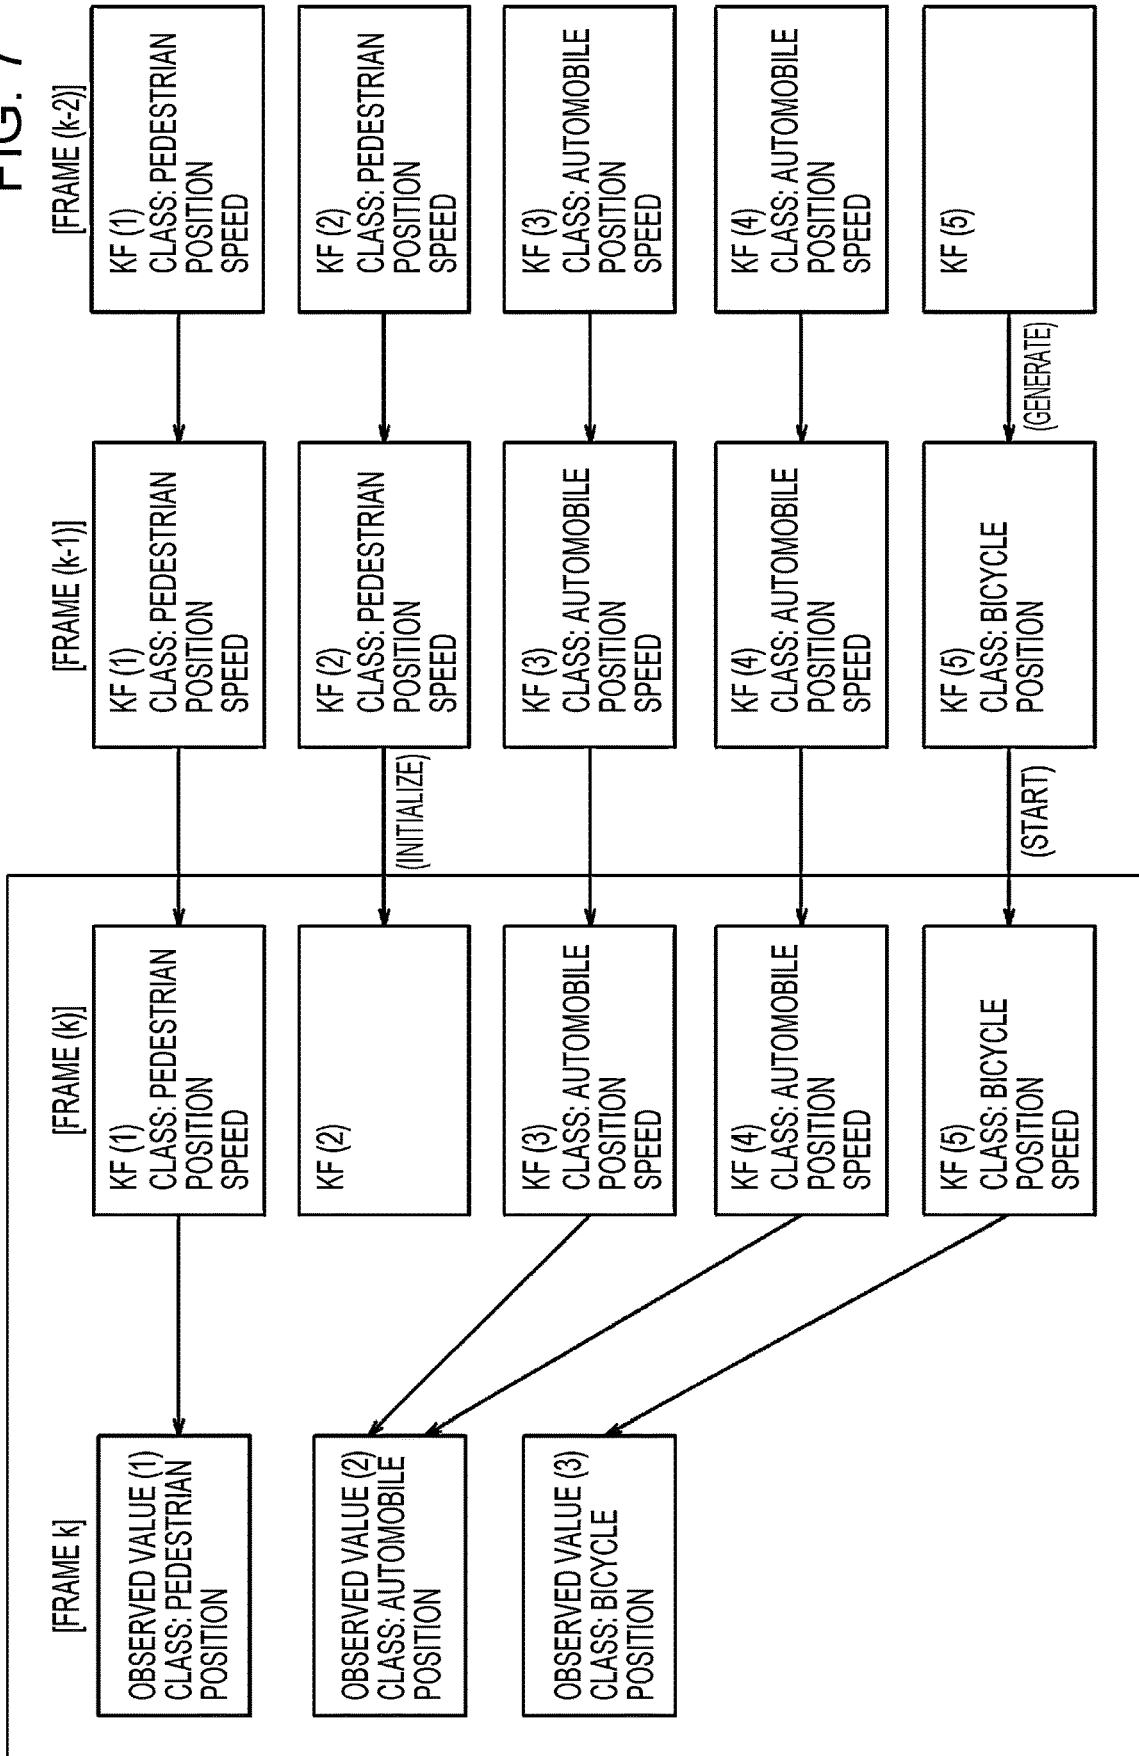 FIG. 7
[FRAME k]
[FRAME (k)]
[FRAME (k-1)]
[FRAME (k-2)]
OBSERVED VALUE (1)
CLASS: PEDESTRIAN
POSITION
KF (1)
CLASS: PEDESTRIAN
POSITION
SPEED
KF (1)
CLASS: PEDESTRIAN
POSITION
SPEED
KF (1)
CLASS: PEDESTRIAN
POSITION
SPEED
OBSERVED VALUE (2)
CLASS: AUTOMOBILE
POSITION
KF (2)
(INITIALIZE)
KF (2)
CLASS: PEDESTRIAN
POSITION
SPEED
KF (2)
CLASS: PEDESTRIAN
POSITION
SPEED
OBSERVED VALUE (3)
CLASS: BICYCLE
POSITION
KF (3)
CLASS: AUTOMOBILE
POSITION
SPEED
KF (3)
CLASS: AUTOMOBILE
POSITION
SPEED
KF (3)
CLASS: AUTOMOBILE
POSITION
SPEED
KF (4)
CLASS: AUTOMOBILE
POSITION
SPEED
KF (4)
CLASS: AUTOMOBILE
POSITION
SPEED
KF (4)
CLASS: AUTOMOBILE
POSITION
SPEED
KF (5)
CLASS: BICYCLE
POSITION
SPEED
(START)
KF (5)
CLASS: BICYCLE
POSITION
(GENERATE)
KF (5)